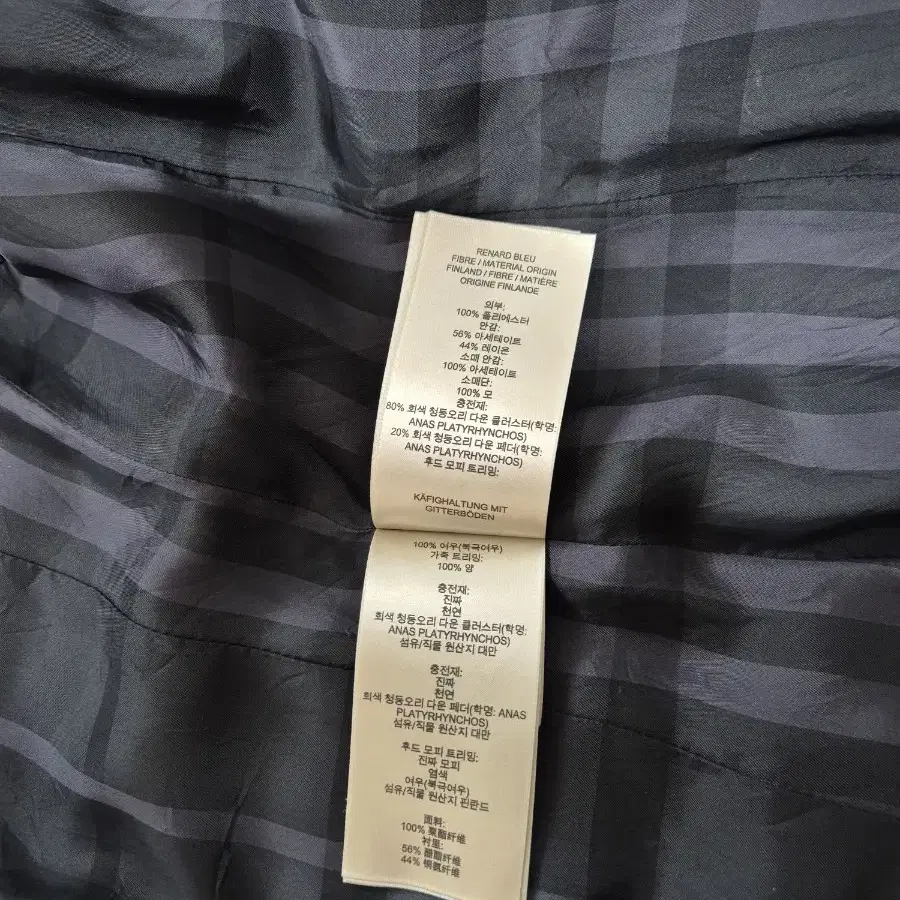 RENARD BLEU
FIBRE / MATERIAL ORIGIN
FINLAND / FIBRE / MATIÈRE
ORIGINE FINLANDE
외부:
100% 폴리에스터
안감:
56% 아세테이트
44% 레이온
소매 안감:
100% 아세테이트
소매단:
100% 모
충전재:
80% 회색 청둥오리 다운 클러스터(학명:
ANAS PLATYRHYNCHOS)
20% 회색 청둥오리 다운 페더(학명:
ANAS PLATYRHYNCHOS)
후드 모피 트리밍:
KÄFIGHALTUNG MIT
GITTERBÖDEN
100% 여우(북극여우)
가죽 트리밍:
100% 양
충전재:
진짜
천연
회색 청둥오리 다운 클러스터(학명:
ANAS PLATYRHYNCHOS)
섬유/직물 원산지 대만
충전재:
진짜
천연
회색 청둥오리 다운 페더(학명: ANAS
PLATYRHYNCHOS)
섬유/직물 원산지 대만
후드 모피 트리밍:
진짜 모피
염색
여우(북극여우)
섬유/직물 원산지 핀란드
面料:
100% 聚酯纤维
衬里:
56% 醋酯纤维
44% 铜氨纤维